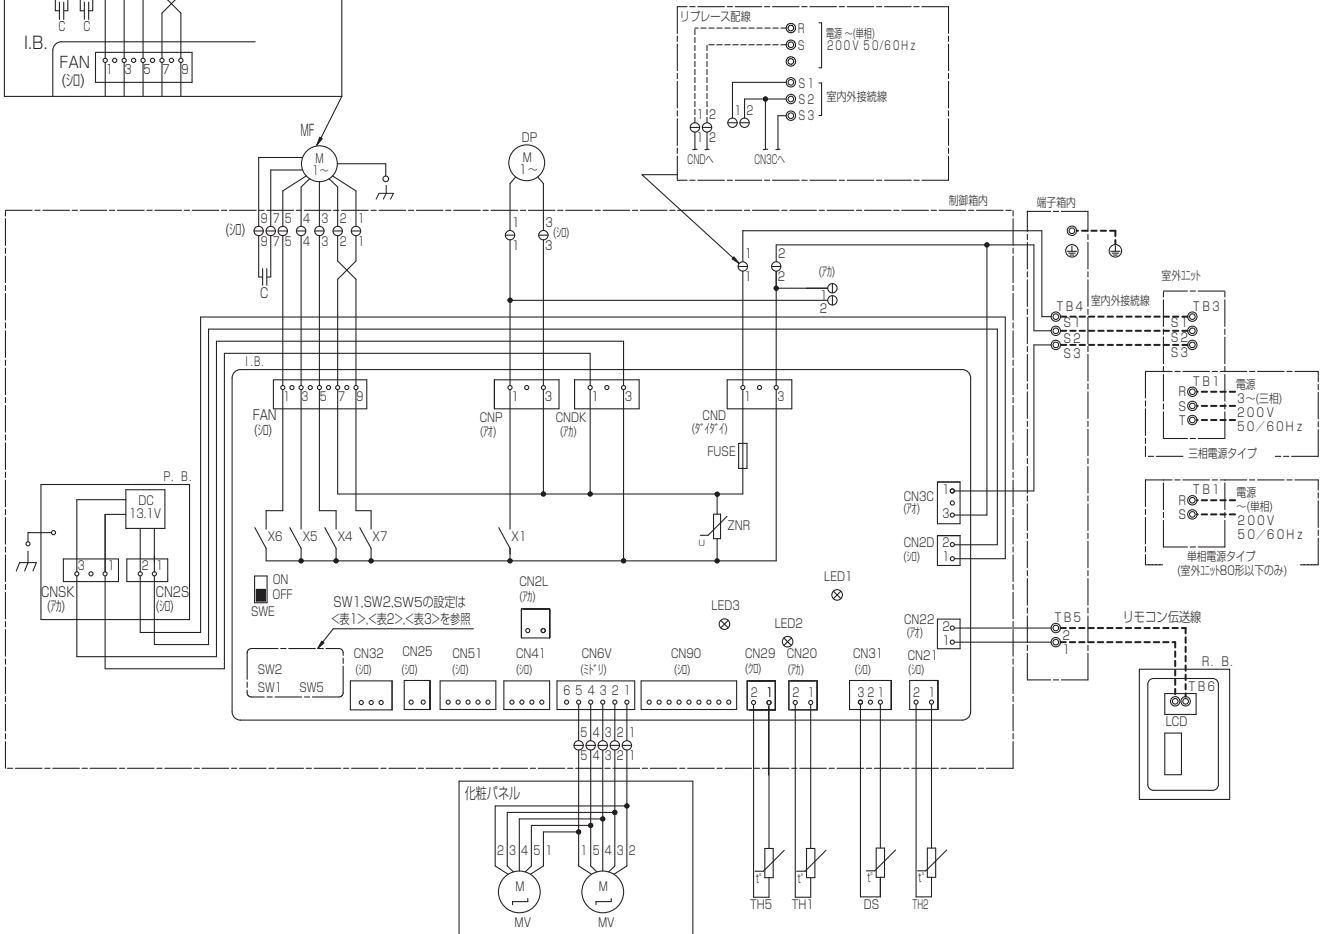 C C
I.B.
FAN
(シロ)
1 3 5 7 9
リプレース配線
R
S
電源 ～(単相)
200V 50/60Hz
S1
S2
S3
室内外接続線
1 2
1 2
1 2
CNDへ
CN3Cへ
MF
M
1～
DP
M
1～
制御箱内
端子箱内
9 7 5 4 3 2 1
(シロ)
9 7 5 4 3 2 1
C
1 3
(シロ)
1 3
1 2
1 2
(アカ)
1
2
室外ユニット
TB4
室内外接続線
TB3
S1
S2
S3
S1
S2
S3
I.B.
1 3 5 7 9
FAN
(シロ)
1 3
CNP
(アオ)
1 3
CNDK
(アカ)
1 3
CND
(ダイダイ)
FUSE
TB1
R
S
T
電源
3～(三相)
200V
50/60Hz
三相電源タイプ
TB1
R
S
電源
～(単相)
200V
50/60Hz
単相電源タイプ
(室外ユニット80形以下のみ)
P. B.
DC
13.1V
3 1
CNSK
(アカ)
2 1
CN2S
(シロ)
X6 X5 X4 X7 X1
ZNR
U
CN3C
(アオ)
1
3
CN2D
(シロ)
2
1
ON
OFF
SWE
SW1,SW2,SW5の設定は
<表1>,<表2>,<表3>を参照
CN2L
(アカ)
LED1
LED3
LED2
CN22
(アオ)
2
1
TB5
2
1
リモコン伝送線
R. B.
TB6
LCD
SW2
SW1 SW5
CN32
(シロ)
CN25
(シロ)
CN51
(シロ)
CN41
(シロ)
CN6V
(ミドリ)
6 5 4 3 2 1
CN90
(シロ)
CN29
(クロ)
2 1
CN20
(アカ)
2 1
CN31
(シロ)
3 2 1
CN21
(シロ)
2 1
5 4 3 2 1
5 4 3 2 1
化粧パネル
2 3 4 5 1
1 5 4 3 2
M
M
MV
MV
t°
TH5
t°
TH1
t°
DS
t°
TH2